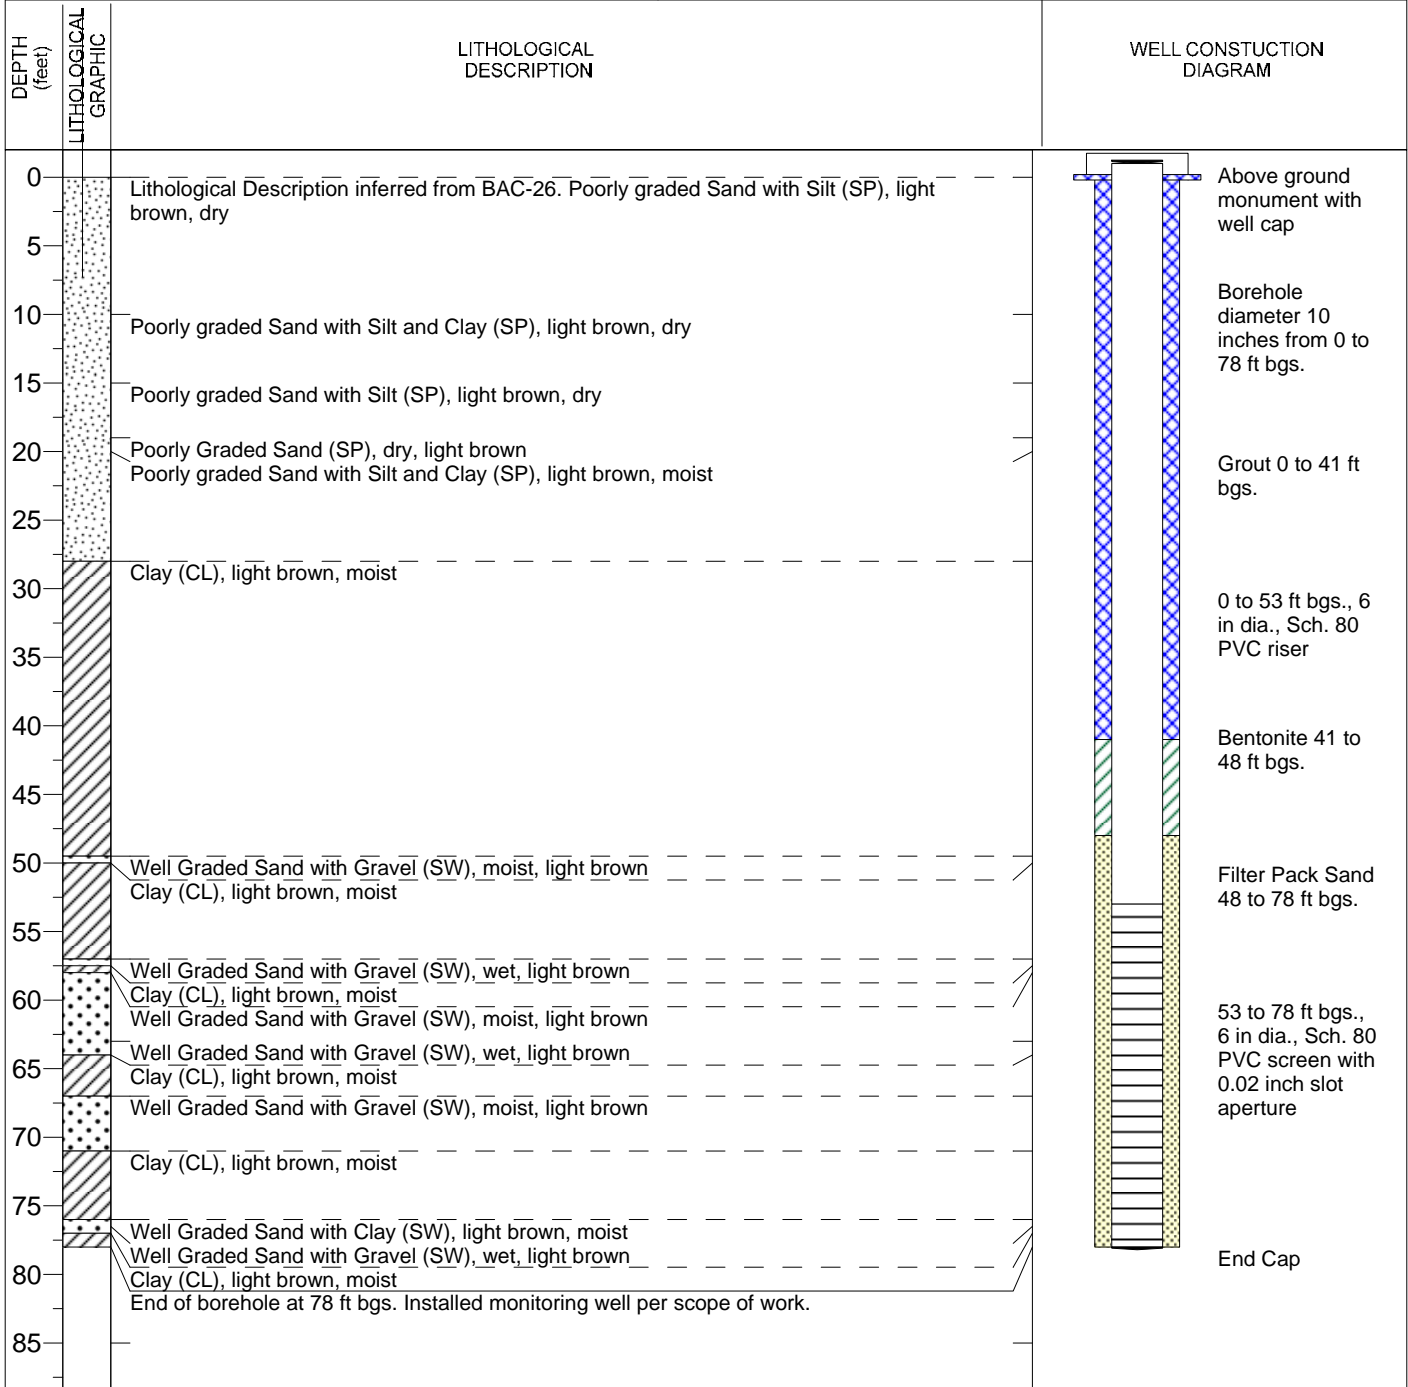 DEPTH
(feet)
LITHOLOGICAL
GRAPHIC
LITHOLOGICAL
DESCRIPTION
WELL CONSTUCTION
DIAGRAM
0
5
10
15
20
25
30
35
40
45
50
55
60
65
70
75
80
85
Lithological Description inferred from BAC-26. Poorly graded Sand with Silt (SP), light
brown, dry
Poorly graded Sand with Silt and Clay (SP), light brown, dry
Poorly graded Sand with Silt (SP), light brown, dry
Poorly Graded Sand (SP), dry, light brown
Poorly graded Sand with Silt and Clay (SP), light brown, moist
Clay (CL), light brown, moist
Well Graded Sand with Gravel (SW), moist, light brown
Clay (CL), light brown, moist
Well Graded Sand with Gravel (SW), wet, light brown
Clay (CL), light brown, moist
Well Graded Sand with Gravel (SW), moist, light brown
Well Graded Sand with Gravel (SW), wet, light brown
Clay (CL), light brown, moist
Well Graded Sand with Gravel (SW), moist, light brown
Clay (CL), light brown, moist
Well Graded Sand with Clay (SW), light brown, moist
Well Graded Sand with Gravel (SW), wet, light brown
Clay (CL), light brown, moist
End of borehole at 78 ft bgs. Installed monitoring well per scope of work.
Above ground
monument with
well cap
Borehole
diameter 10
inches from 0 to
78 ft bgs.
Grout 0 to 41 ft
bgs.
0 to 53 ft bgs., 6
in dia., Sch. 80
PVC riser
Bentonite 41 to
48 ft bgs.
Filter Pack Sand
48 to 78 ft bgs.
53 to 78 ft bgs.,
6 in dia., Sch. 80
PVC screen with
0.02 inch slot
aperture
End Cap